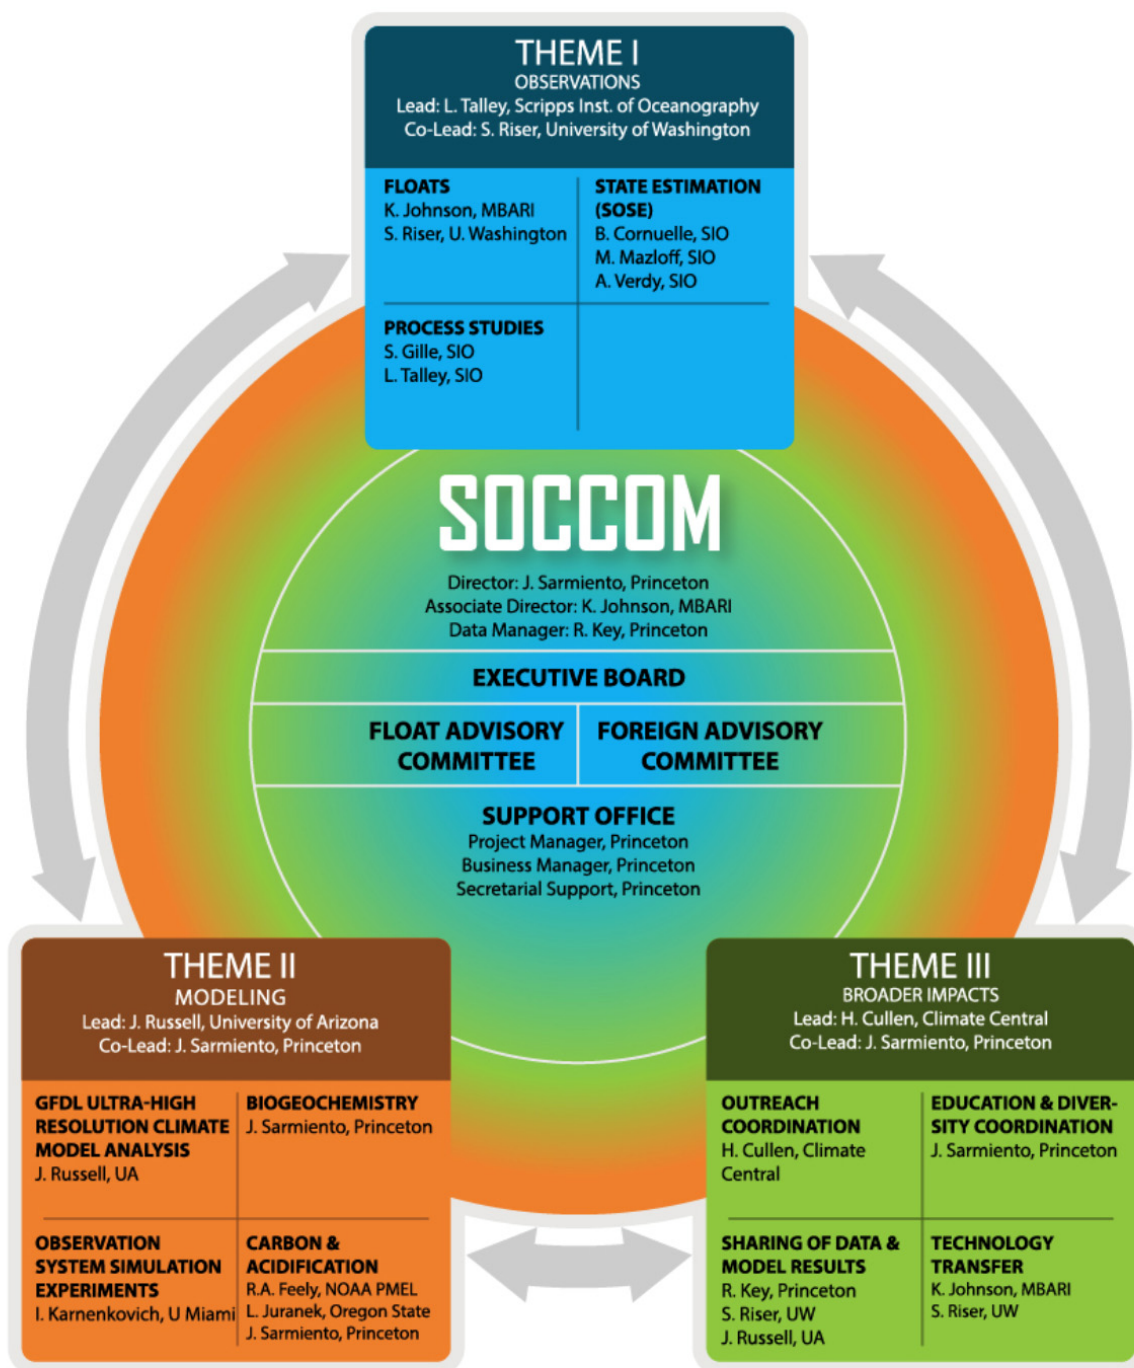 THEME I
OBSERVATIONS
Lead: L. Talley, Scripps Inst. of Oceanography
Co-Lead: S. Riser, University of Washington
FLOATS
K. Johnson, MBARI
S. Riser, U. Washington
STATE ESTIMATION
(SOSE)
B. Cornuelle, SIO
M. Mazloff, SIO
A. Verdy, SIO
PROCESS STUDIES
S. Gille, SIO
L. Talley, SIO
SOCCOM
Director: J. Sarmiento, Princeton
Associate Director: K. Johnson, MBARI
Data Manager: R. Key, Princeton
EXECUTIVE BOARD
FLOAT ADVISORY
COMMITTEE
FOREIGN ADVISORY
COMMITTEE
SUPPORT OFFICE
Project Manager, Princeton
Business Manager, Princeton
Secretarial Support, Princeton
THEME II
MODELING
Lead: J. Russell, University of Arizona
Co-Lead: J. Sarmiento, Princeton
GFDL ULTRA-HIGH
RESOLUTION CLIMATE
MODEL ANALYSIS
J. Russell, UA
BIOGEOCHEMISTRY
J. Sarmiento, Princeton
OBSERVATION
SYSTEM SIMULATION
EXPERIMENTS
I. Karnenkovich, U Miami
CARBON &
ACIDIFICATION
R.A. Feely, NOAA PMEL
L. Juranek, Oregon State
J. Sarmiento, Princeton
THEME III
BROADER IMPACTS
Lead: H. Cullen, Climate Central
Co-Lead: J. Sarmiento, Princeton
OUTREACH
COORDINATION
H. Cullen, Climate
Central
EDUCATION & DIVER-
SITY COORDINATION
J. Sarmiento, Princeton
SHARING OF DATA &
MODEL RESULTS
R. Key, Princeton
S. Riser, UW
J. Russell, UA
TECHNOLOGY
TRANSFER
K. Johnson, MBARI
S. Riser, UW